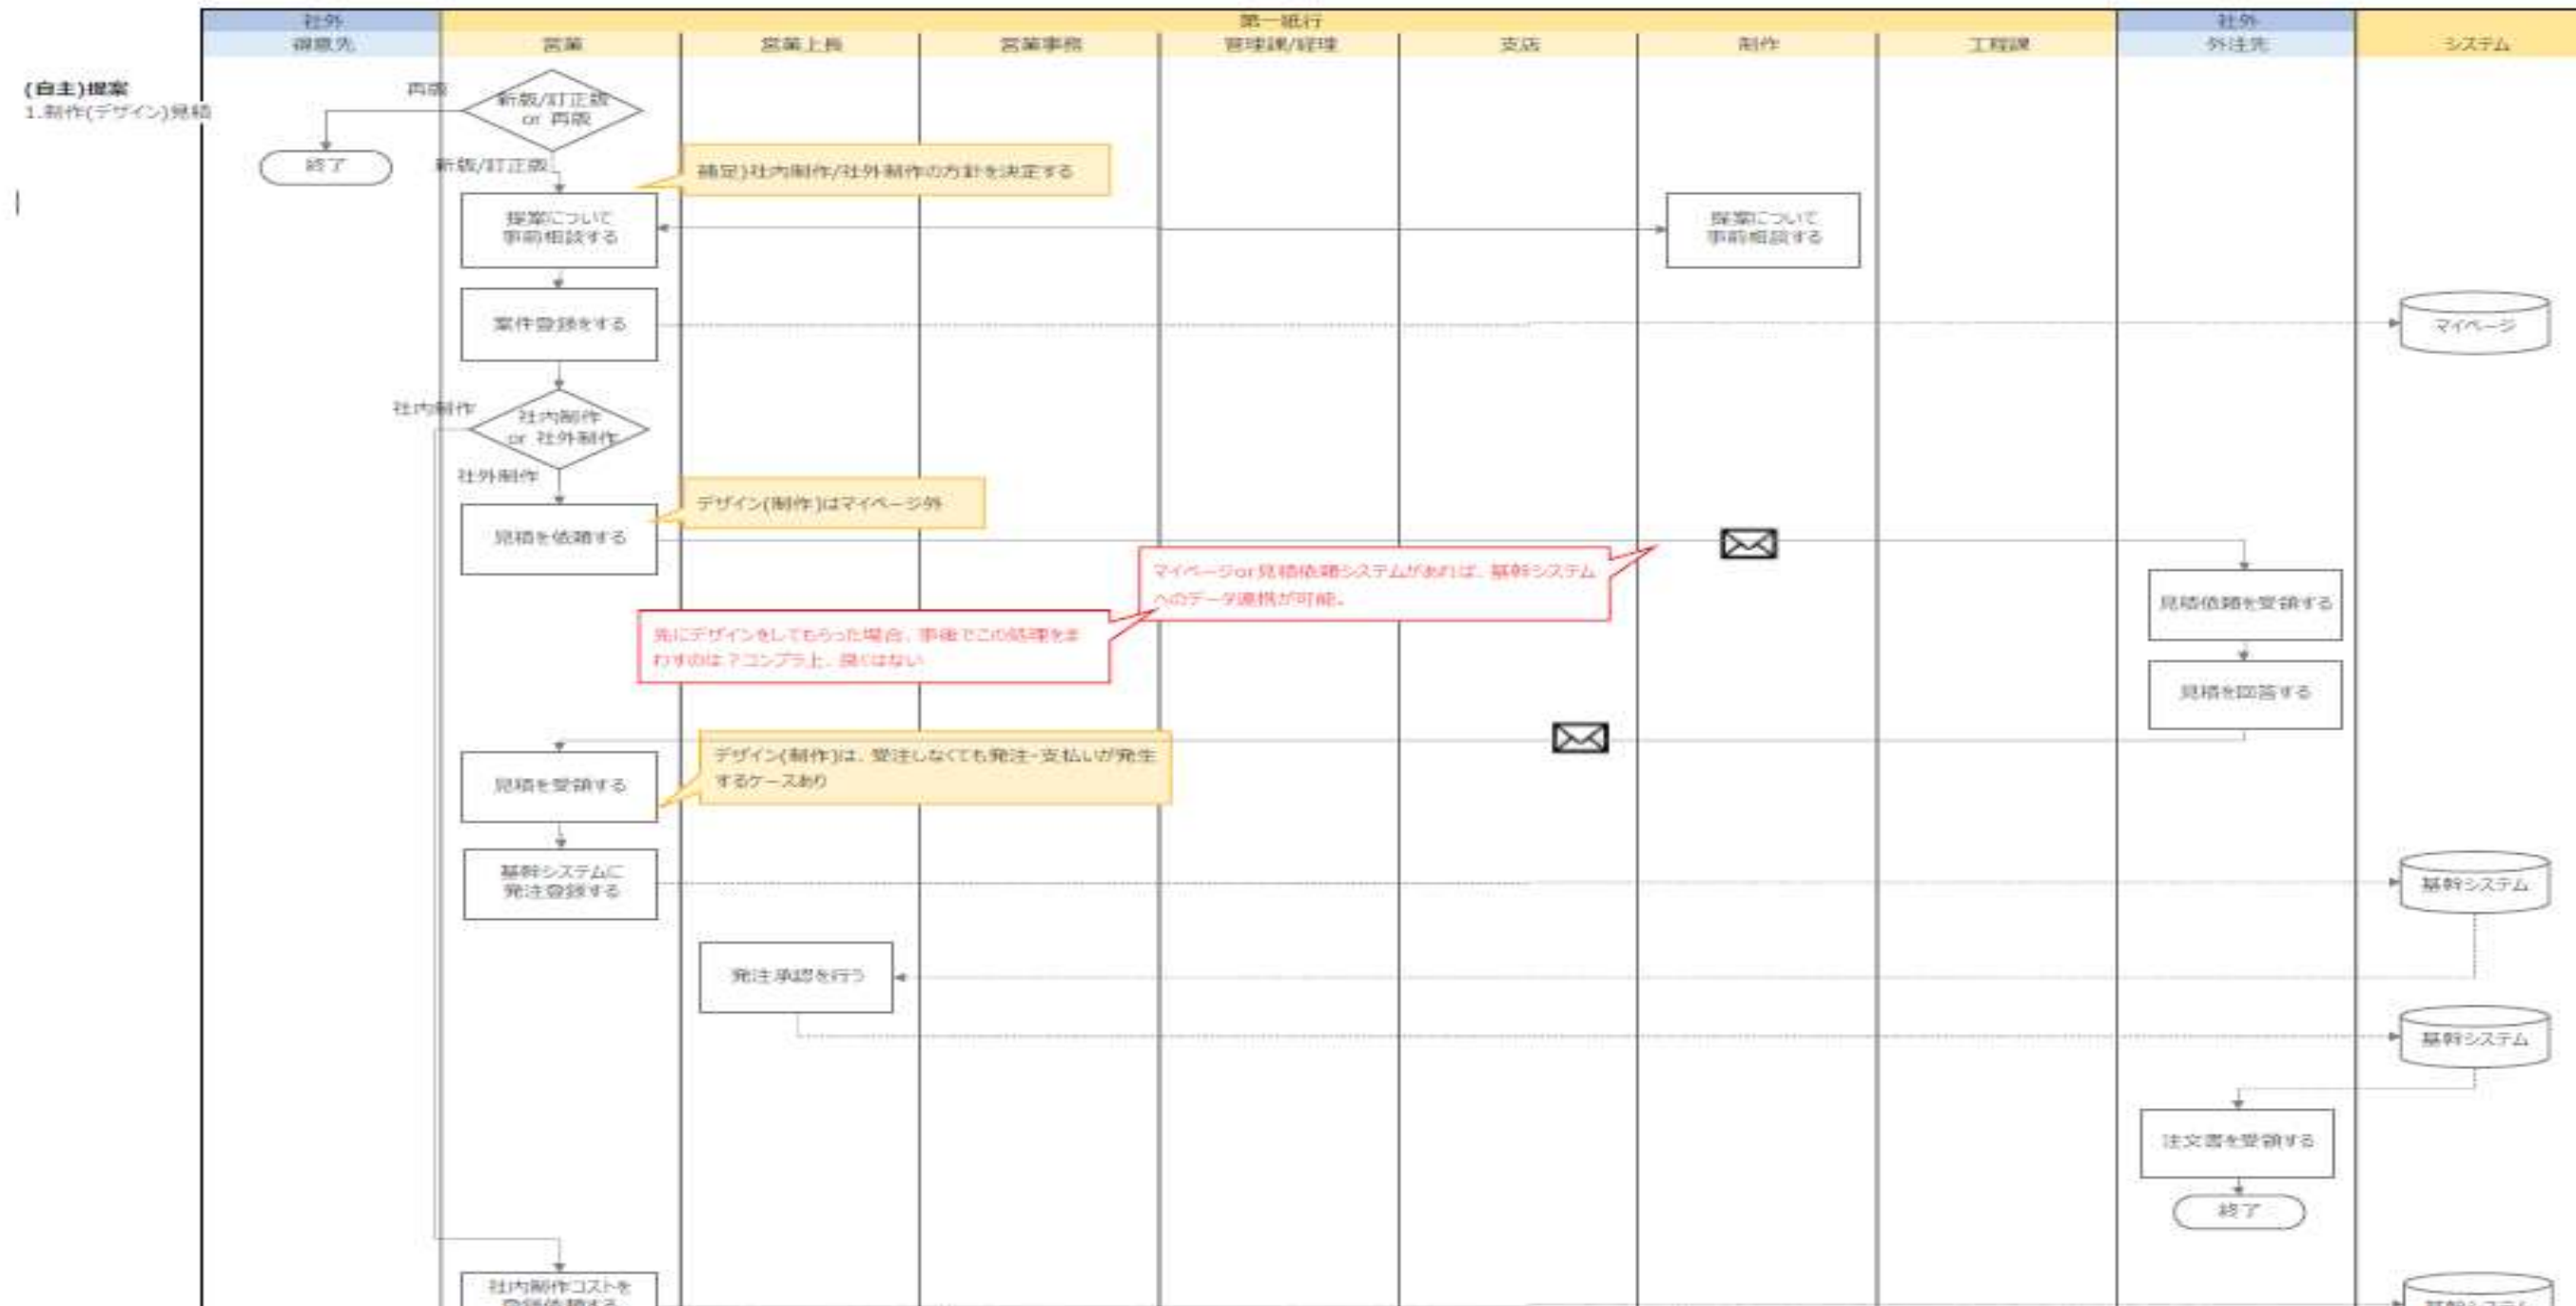 社外
第一紙行
社外
得意先
営業
営業上長
営業事務
管理課/経理
支店
制作
工程課
外注先
システム
(自主)提案
1.制作(デザイン)見積
再版
新版/訂正版
or 再版
終了
新版/訂正版
補足)社内制作/社外制作の方針を決定する
提案について
事前相談する
提案について
事前相談する
案件登録をする
マイページ
社内制作
社内制作
or 社外制作
社外制作
デザイン(制作)はマイページ外
見積を依頼する
マイページor見積依頼システムがあれば、基幹システム
へのデータ連携が可能。
見積依頼を受領する
先にデザインをしてもらった場合、事後でこの処理をま
わすのは？コンプラ上、良くはない
見積を回答する
デザイン(制作)は、受注しなくても発注・支払いが発生
するケースあり
見積を受領する
基幹システムに
発注登録する
基幹システム
発注承認を行う
基幹システム
注文書を受領する
終了
社内制作コストを
登録依頼する
基幹システム